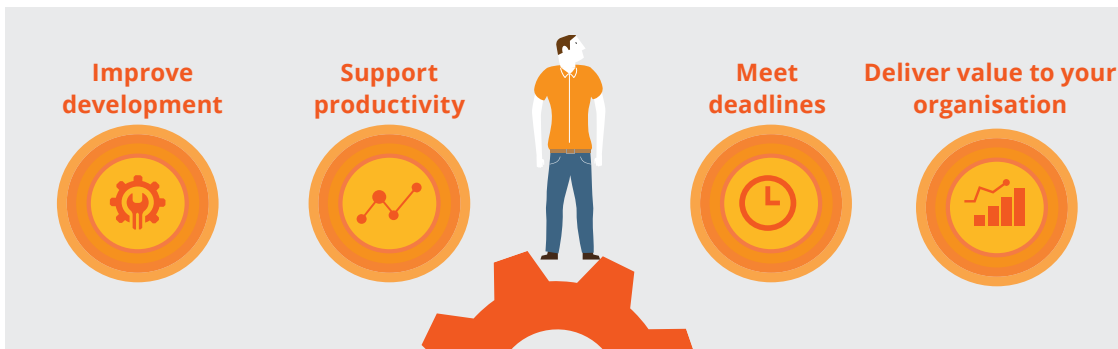 Improve
development
Support
productivity
Meet
deadlines
Deliver value to your
organisation